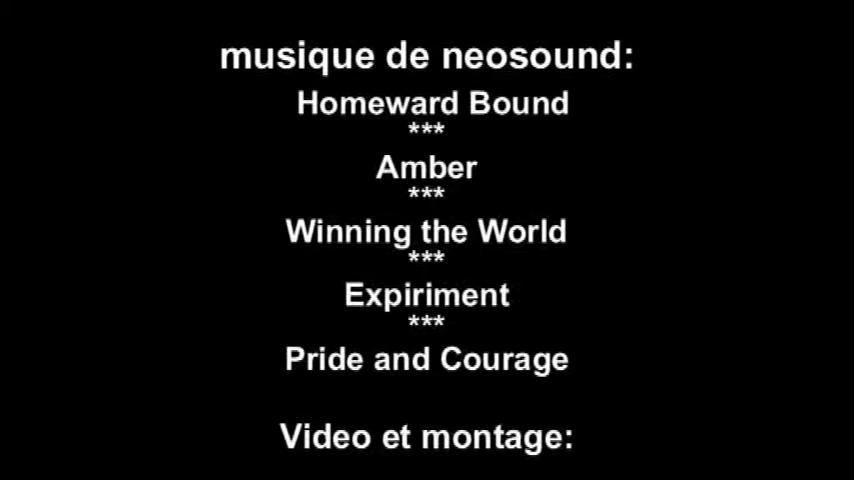 musique de neosound:
Homeward Bound
***
Amber
***
Winning the World
***
Expiriment
***
Pride and Courage
Video et montage: